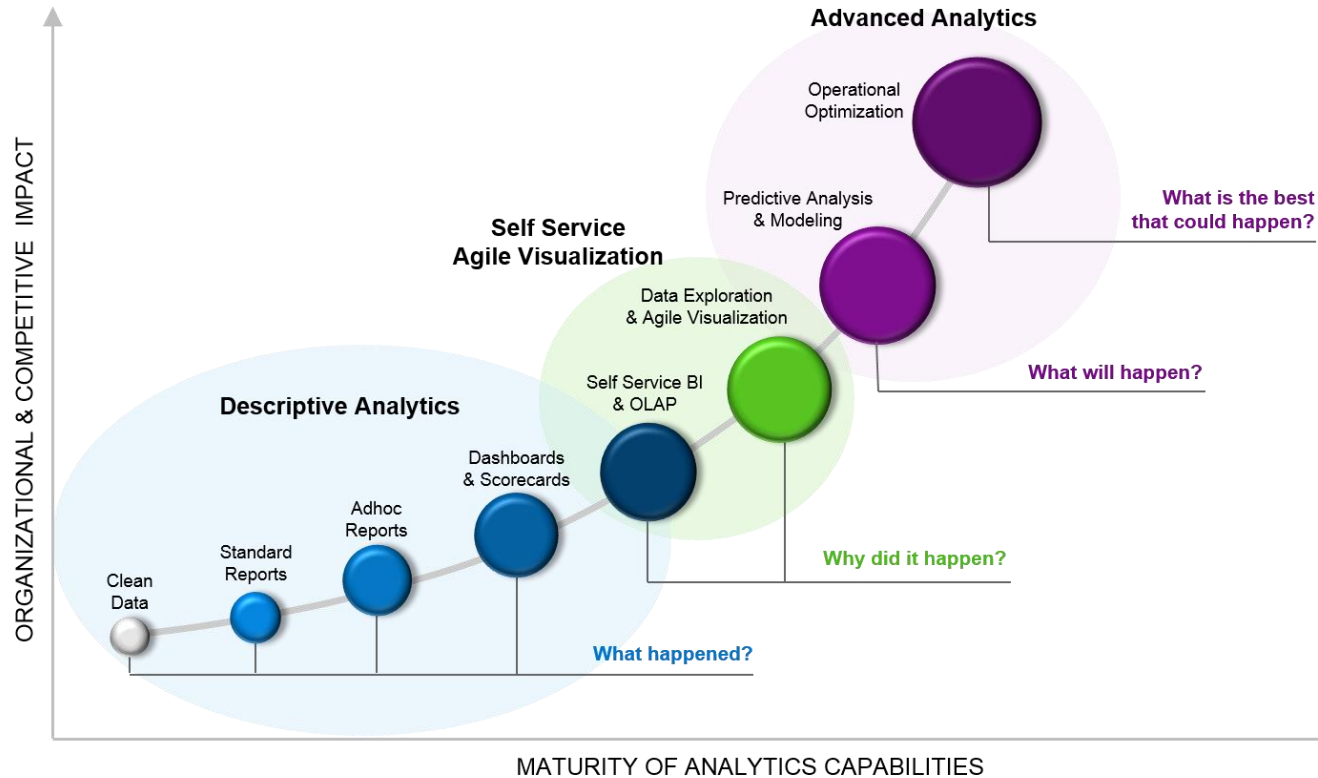 Advanced Analytics
Operational
Optimization
Predictive Analysis
& Modeling
What is the best
that could happen?
Self Service
Agile Visualization
Data Exploration
& Agile Visualization
What will happen?
Self Service BI
& OLAP
Descriptive Analytics
Dashboards
& Scorecards
Adhoc
Reports
Why did it happen?
Standard
Reports
Clean
Data
What happened?
ORGANIZATIONAL & COMPETITIVE IMPACT
MATURITY OF ANALYTICS CAPABILITIES